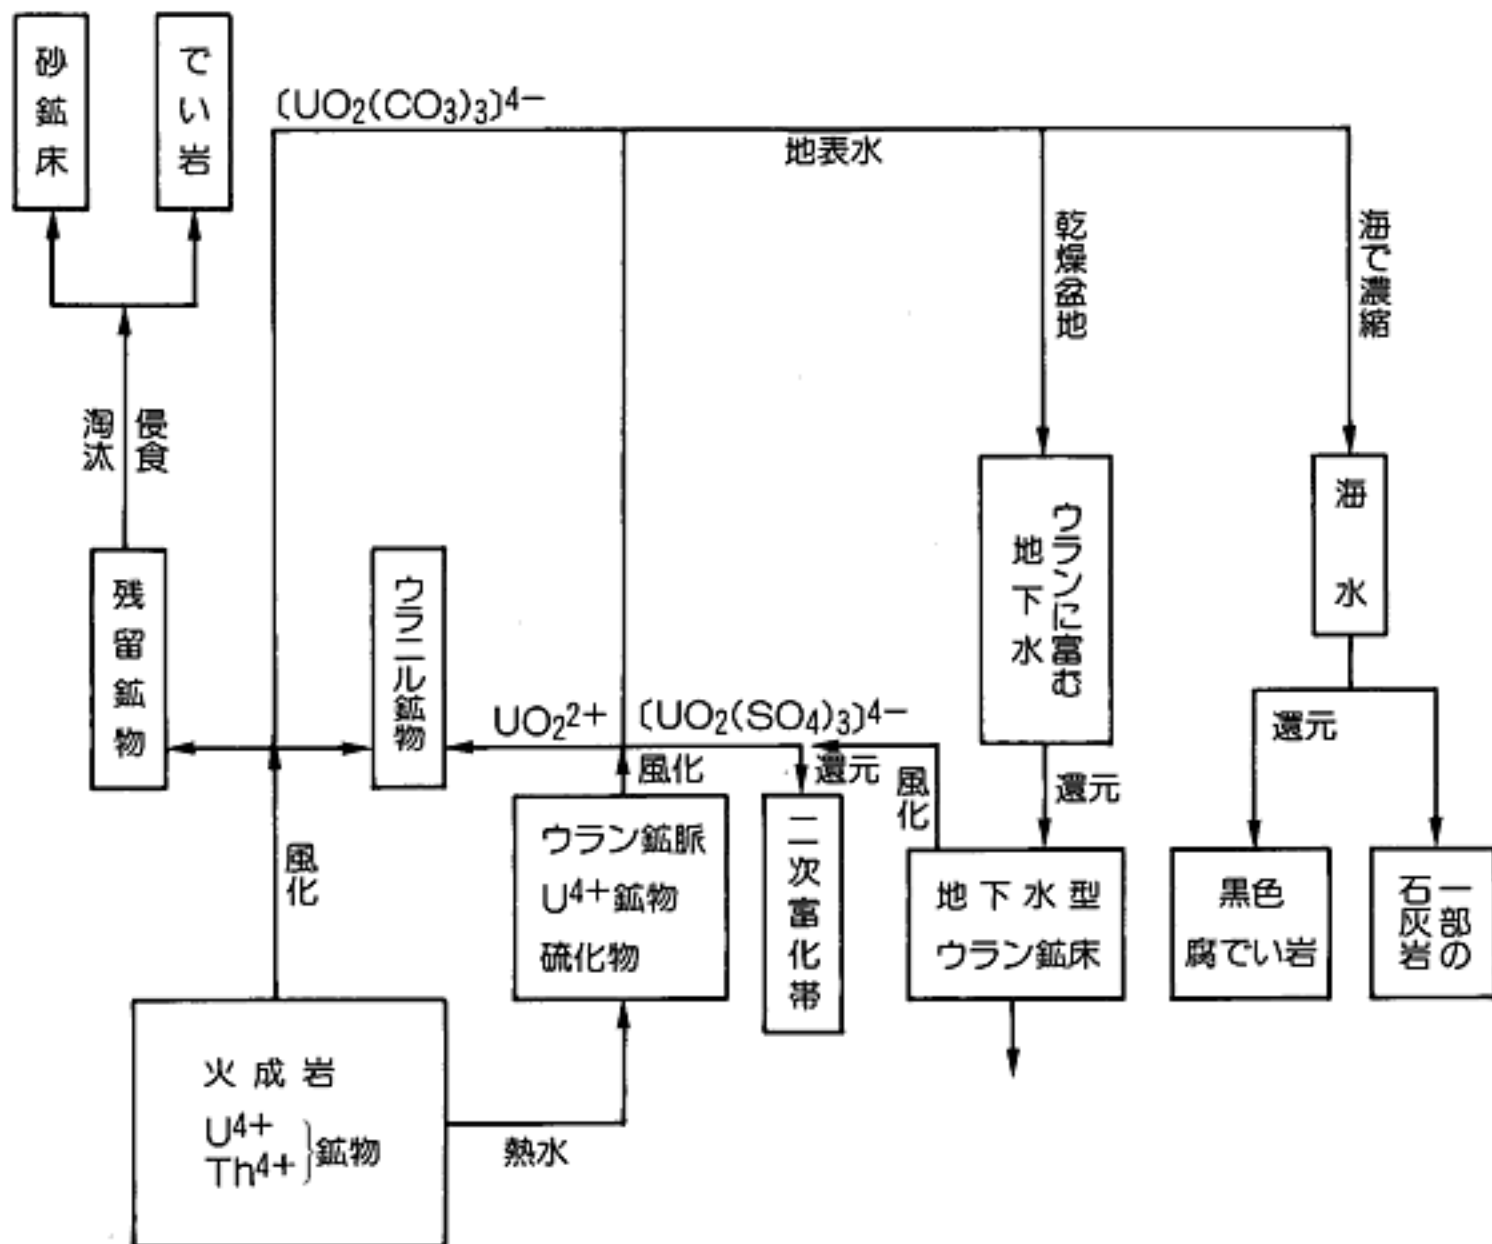 砂鉱床
でい岩
〔UO₂(CO₃)₃〕⁴⁻
地表水
乾燥盆地
海で濃縮
淘汰
侵食
残留鉱物
ウラニル鉱物
ウランに富む
地下水
海水
UO₂²⁺
〔UO₂(SO₄)₃〕⁴⁻
還元
風化
還元
風化
還元
風化
ウラン鉱脈
U⁴⁺鉱物
硫化物
二次富化帯
地下水型
ウラン鉱床
黒色
腐でい岩
一部の
石灰岩
火成岩
U⁴⁺
Th⁴⁺
鉱物
熱水